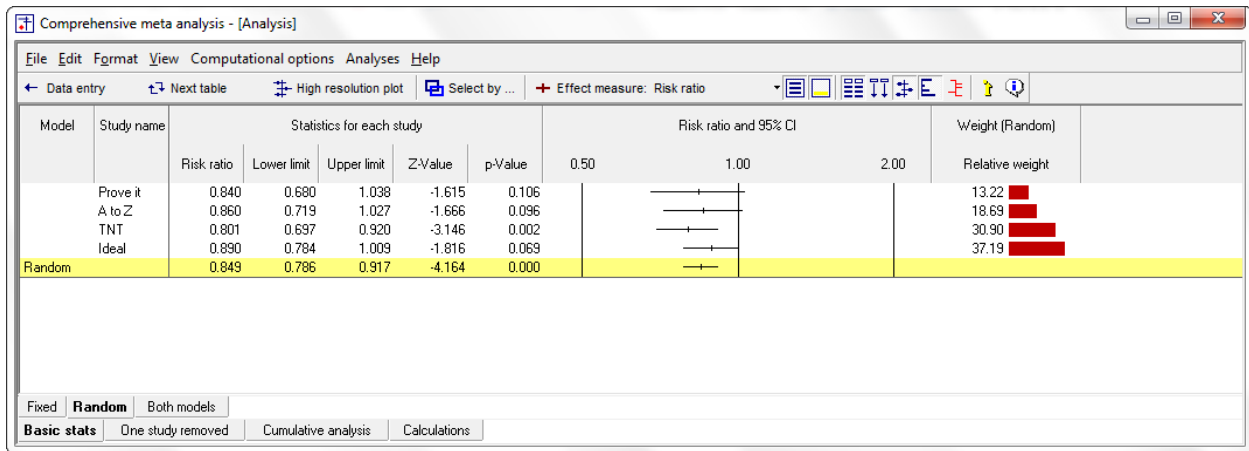 Comprehensive meta analysis - [Analysis]
File Edit Format View Computational options Analyses Help
← Data entry Next table High resolution plot Select by ... Effect measure: Risk ratio
Model Study name Statistics for each study Risk ratio and 95% CI Weight (Random)
Risk ratio Lower limit Upper limit Z-Value p-Value 0.50 1.00 2.00 Relative weight
Prove it 0.840 0.680 1.038 -1.615 0.106 13.22
A to Z 0.860 0.719 1.027 -1.666 0.096 18.69
TNT 0.801 0.697 0.920 -3.146 0.002 30.90
Ideal 0.890 0.784 1.009 -1.816 0.069 37.19
Random 0.849 0.786 0.917 -4.164 0.000
Fixed Random Both models
Basic stats One study removed Cumulative analysis Calculations